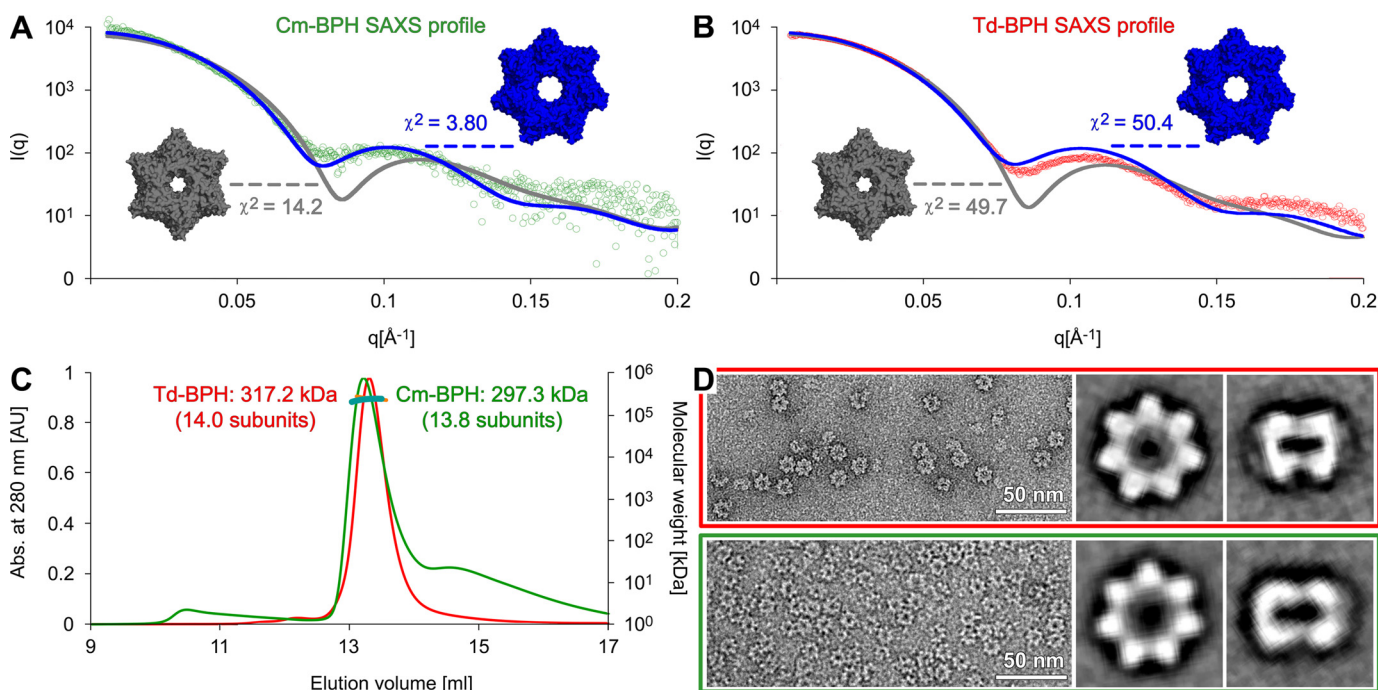 A
Cm-BPH SAXS profile
10⁴
10³
10²
10¹
0
I(q)
χ² = 3.80
χ² = 14.2
0.05
0.1
0.15
0.2
q[Å⁻¹]
B
Td-BPH SAXS profile
10⁴
10³
10²
10¹
0
I(q)
χ² = 50.4
χ² = 49.7
0.05
0.1
0.15
0.2
q[Å⁻¹]
C
Td-BPH: 317.2 kDa
(14.0 subunits)
Cm-BPH: 297.3 kDa
(13.8 subunits)
1
0.8
0.6
0.4
0.2
0
Abs. at 280 nm [AU]
10⁶
10⁵
10⁴
10³
10²
10¹
10⁰
Molecular weight [kDa]
9
11
13
15
17
Elution volume [ml]
D
50 nm
50 nm